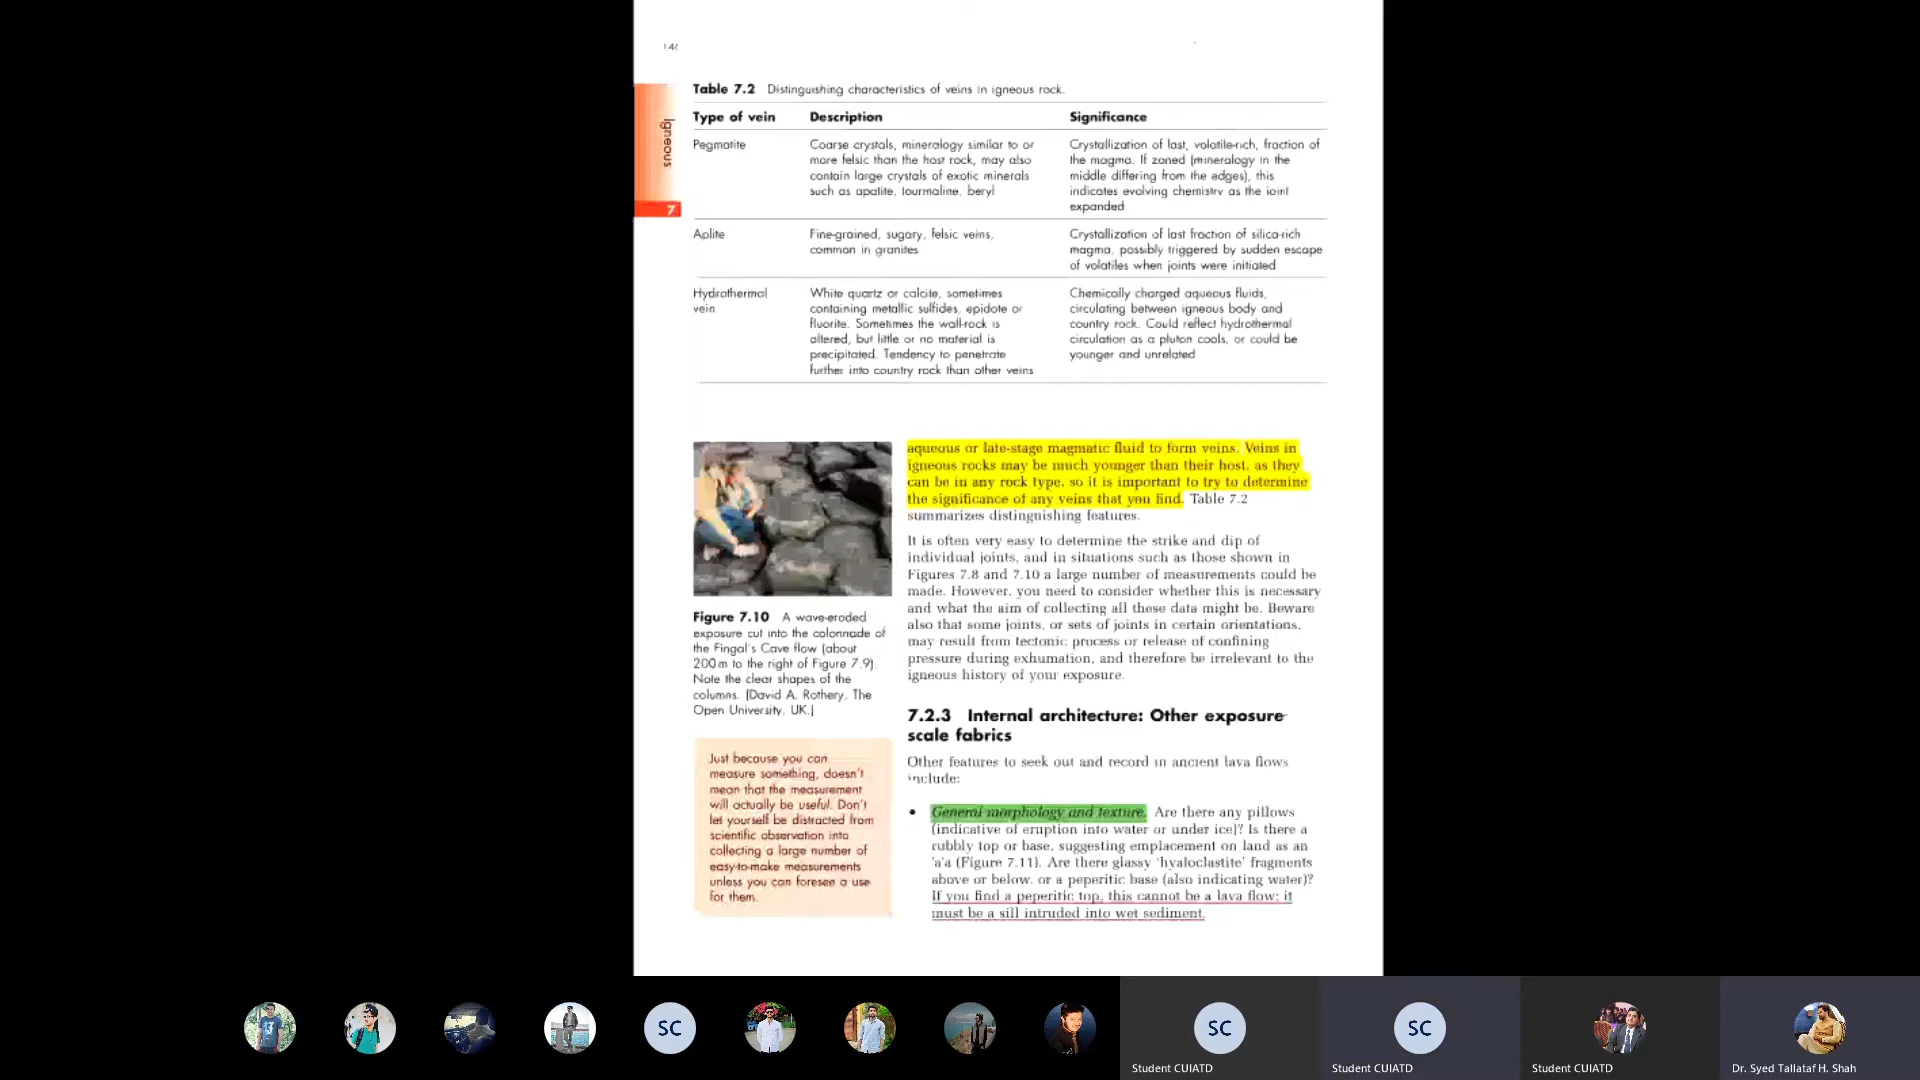 146
Table 7.2 Distinguishing characteristics of veins in igneous rock.
Igneous
7
Type of vein Description Significance
Pegmatite
Coarse crystals, mineralogy similar to or
more felsic than the host rock, may also
contain large crystals of exotic minerals
such as apatite, tourmaline, beryl
Crystallization of last, volatile-rich, fraction of
the magma. If zoned (mineralogy in the
middle differing from the edges), this
indicates evolving chemistry as the joint
expanded
Aplite
Fine-grained, sugary, felsic veins,
common in granites
Crystallization of last fraction of silica-rich
magma, possibly triggered by sudden escape
of volatiles when joints were initiated
Hydrothermal
vein
White quartz or calcite, sometimes
containing metallic sulfides, epidote or
fluorite. Sometimes the wall-rock is
altered, but little or no material is
precipitated. Tendency to penetrate
further into country rock than other veins
Chemically charged aqueous fluids,
circulating between igneous body and
country rock. Could reflect hydrothermal
circulation as a pluton cools, or could be
younger and unrelated
Figure 7.10 A wave-eroded
exposure cut into the colonnade of
the Fingal's Cave flow (about
200 m to the right of Figure 7.9).
Note the clear shapes of the
columns. (David A. Rothery, The
Open University, UK.)
Just because you can
measure something, doesn't
mean that the measurement
will actually be useful. Don't
let yourself be distracted from
scientific observation into
collecting a large number of
easy-to-make measurements
unless you can foresee a use
for them.
aqueous or late-stage magmatic fluid to form veins. Veins in
igneous rocks may be much younger than their host, as they
can be in any rock type, so it is important to try to determine
the significance of any veins that you find. Table 7.2
summarizes distinguishing features.
It is often very easy to determine the strike and dip of
individual joints, and in situations such as those shown in
Figures 7.8 and 7.10 a large number of measurements could be
made. However, you need to consider whether this is necessary
and what the aim of collecting all these data might be. Beware
also that some joints, or sets of joints in certain orientations,
may result from tectonic process or release of confining
pressure during exhumation, and therefore be irrelevant to the
igneous history of your exposure.
7.2.3 Internal architecture: Other exposure-
scale fabrics
Other features to seek out and record in ancient lava flows
include:
• General morphology and texture. Are there any pillows
(indicative of eruption into water or under ice)? Is there a
rubbly top or base, suggesting emplacement on land as an
'a'a (Figure 7.11). Are there glassy 'hyaloclastite' fragments
above or below, or a peperitic base (also indicating water)?
If you find a peperitic top, this cannot be a lava flow; it
must be a sill intruded into wet sediment.
SC
SC
SC
Student CUIATD
Student CUIATD
Student CUIATD
Dr. Syed Tallataf H. Shah